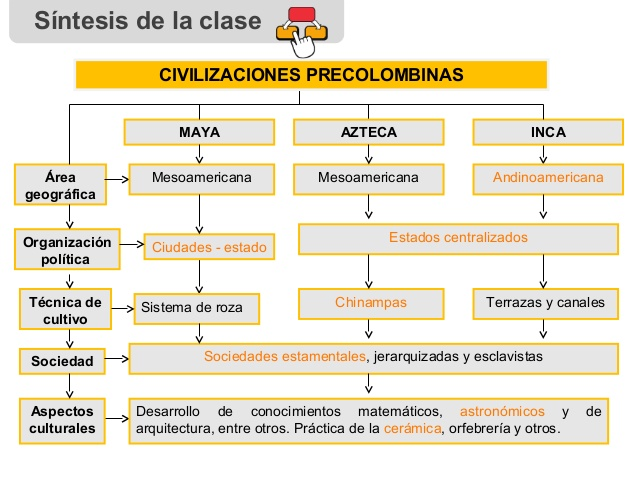 Síntesis de la clase
CIVILIZACIONES PRECOLOMBINAS
MAYA
AZTECA
INCA
Área
geográfica
Mesoamericana
Mesoamericana
Andinoamericana
Organización
política
Ciudades - estado
Estados centralizados
Técnica de
cultivo
Sistema de roza
Chinampas
Terrazas y canales
Sociedad
Sociedades estamentales, jerarquizadas y esclavistas
Aspectos
culturales
Desarrollo de conocimientos matemáticos, astronómicos y de
arquitectura, entre otros. Práctica de la cerámica, orfebrería y otros.